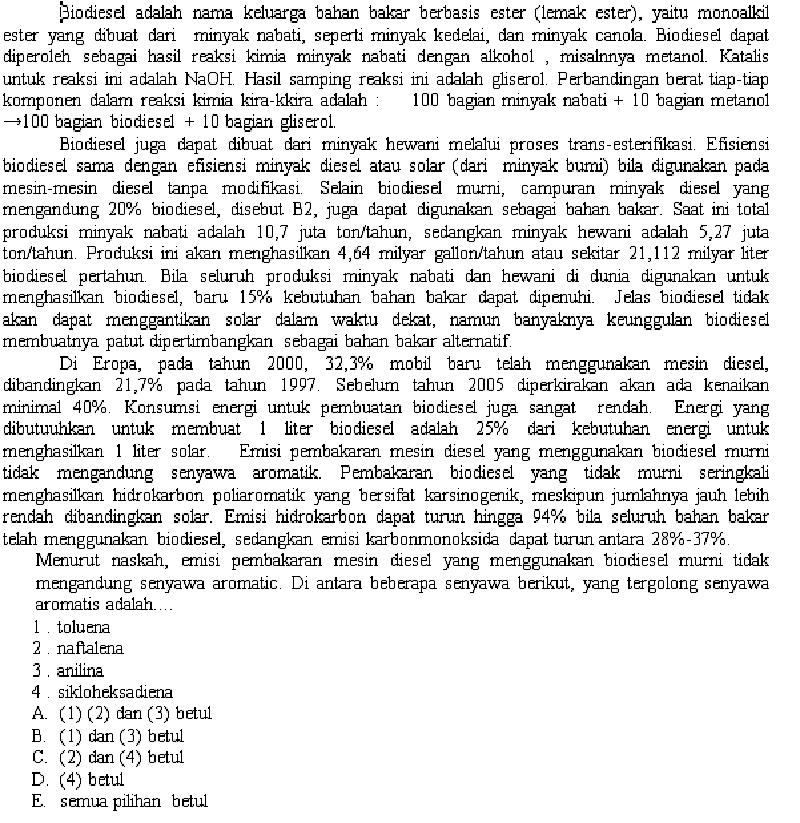 Biodiesel adalah nama keluarga bahan bakar berbasis ester (lemak ester), yaitu monoalkil
ester yang dibuat dari minyak nabati, seperti minyak kedelai, dan minyak canola. Biodiesel dapat
diperoleh sebagai hasil reaksi kimia minyak nabati dengan alkohol , misalnnya metanol. Katalis
untuk reaksi ini adalah NaOH. Hasil samping reaksi ini adalah gliserol. Perbandingan berat tiap-tiap
komponen dalam reaksi kimia kira-kkira adalah : 100 bagian minyak nabati + 10 bagian metanol
→100 bagian biodiesel + 10 bagian gliserol.
Biodiesel juga dapat dibuat dari minyak hewani melalui proses trans-esterifikasi. Efisiensi
biodiesel sama dengan efisiensi minyak diesel atau solar (dari minyak bumi) bila digunakan pada
mesin-mesin diesel tanpa modifikasi. Selain biodiesel murni, campuran minyak diesel yang
mengandung 20% biodiesel, disebut B2, juga dapat digunakan sebagai bahan bakar. Saat ini total
produksi minyak nabati adalah 10,7 juta ton/tahun, sedangkan minyak hewani adalah 5,27 juta
ton/tahun. Produksi ini akan menghasilkan 4,64 milyar gallon/tahun atau sekitar 21,112 milyar liter
biodiesel pertahun. Bila seluruh produksi minyak nabati dan hewani di dunia digunakan untuk
menghasilkan biodiesel, baru 15% kebutuhan bahan bakar dapat dipenuhi. Jelas biodiesel tidak
akan dapat menggantikan solar dalam waktu dekat, namun banyaknya keunggulan biodiesel
membuatnya patut dipertimbangkan sebagai bahan bakar alternatif.
Di Eropa, pada tahun 2000, 32,3% mobil baru telah menggunakan mesin diesel,
dibandingkan 21,7% pada tahun 1997. Sebelum tahun 2005 diperkirakan akan ada kenaikan
minimal 40%. Konsumsi energi untuk pembuatan biodiesel juga sangat rendah. Energi yang
dibutuuhkan untuk membuat 1 liter biodiesel adalah 25% dari kebutuhan energi untuk
menghasilkan 1 liter solar. Emisi pembakaran mesin diesel yang menggunakan biodiesel murni
tidak mengandung senyawa aromatik. Pembakaran biodiesel yang tidak murni seringkali
menghasilkan hidrokarbon poliaromatik yang bersifat karsinogenik, meskipun jumlahnya jauh lebih
rendah dibandingkan solar. Emisi hidrokarbon dapat turun hingga 94% bila seluruh bahan bakar
telah menggunakan biodiesel, sedangkan emisi karbonmonoksida dapat turun antara 28%-37%.
Menurut naskah, emisi pembakaran mesin diesel yang menggunakan biodiesel murni tidak
mengandung senyawa aromatic. Di antara beberapa senyawa berikut, yang tergolong senyawa
aromatis adalah....
1 . toluena
2 . naftalena
3 . anilina
4 . sikloheksadiena
A. (1) (2) dan (3) betul
B. (1) dan (3) betul
C. (2) dan (4) betul
D. (4) betul
E. semua pilihan betul